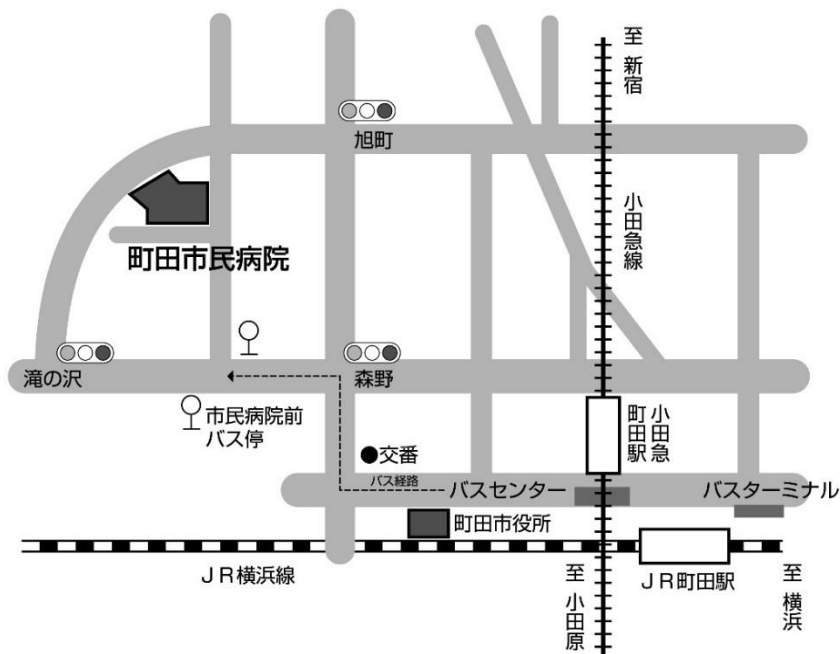 至 新宿
旭町
小田急線
町田市民病院
滝の沢
森野
市民病院前
バス停
小田急
町田駅
交番
バス経路
バスセンター
バスターミナル
町田市役所
JR横浜線
至 小田原
JR町田駅
至 横浜